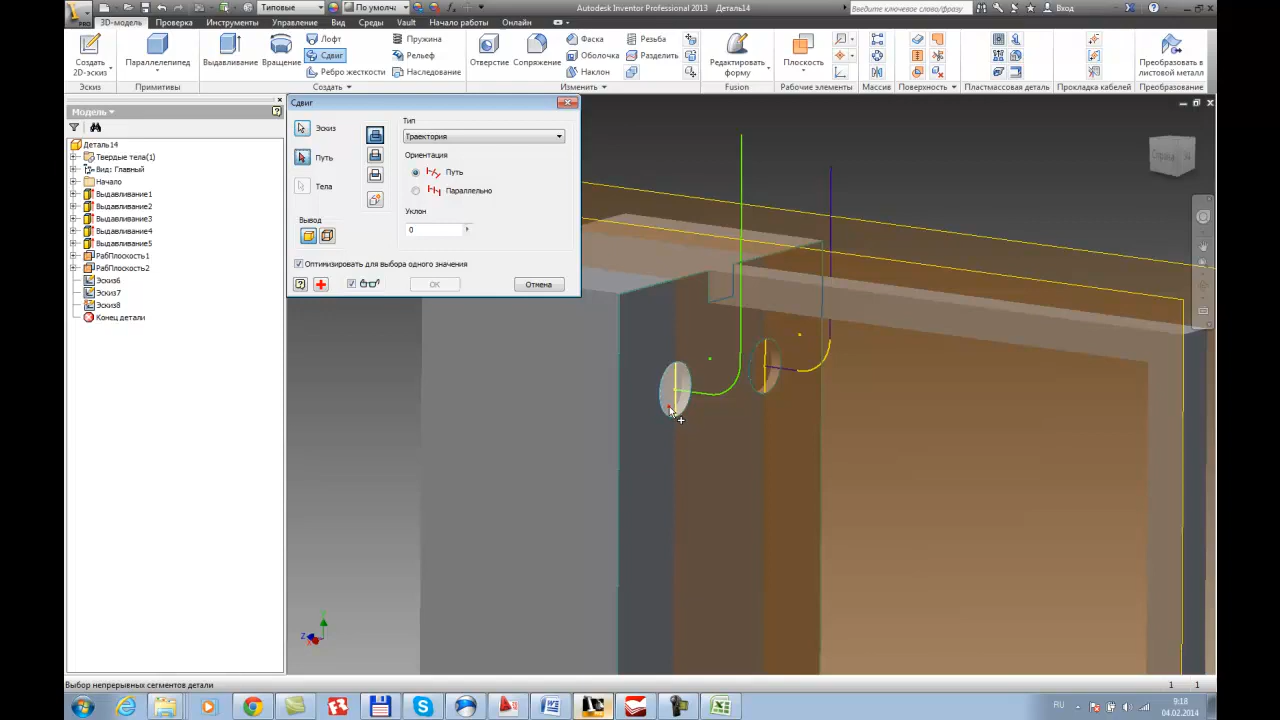 Типовые
По умолч
Autodesk Inventor Professional 2013   Деталь14
Введите ключевое слово/фразу
Вход
PRO
3D-модель
Проверка
Инструменты
Управление
Вид
Среды
Vault
Начало работы
Онлайн
Создать
2D-эскиз
Параллелепипед
Выдавливание
Вращение
Лофт
Сдвиг
Ребро жесткости
Пружина
Рельеф
Наследование
Отверстие
Сопряжение
Фаска
Оболочка
Наклон
Резьба
Разделить
Редактировать
форму
Плоскость
Преобразовать в
листовой металл
Эскиз
Примитивы
Создать
Изменить
Fusion
Рабочие элементы
Массив
Поверхность
Пластмассовая деталь
Прокладка кабелей
Модель
Деталь14
Твердые тела(1)
Вид: Главный
Начало
Выдавливание1
Выдавливание2
Выдавливание3
Выдавливание4
Выдавливание5
РабПлоскость1
РабПлоскость2
Эскиз6
Эскиз7
Эскиз8
Конец детали
Сдвиг
Эскиз
Путь
Тела
Вывод
Тип
Траектория
Ориентация
Путь
Параллельно
Уклон
0
Оптимизировать для выбора одного значения
OK
Отмена
Справа
Y
Z
Выбор непрерывных сегментов детали
1
1
RU
9:18
04.02.2014